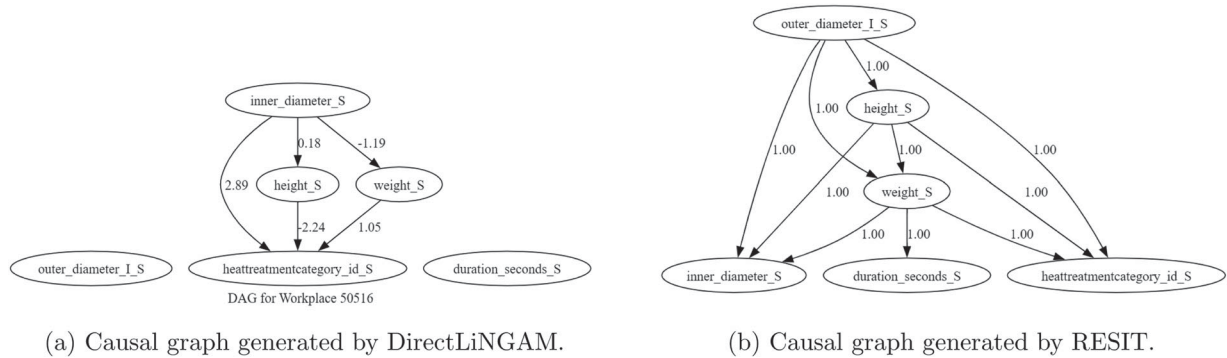 inner_diameter_S
0.18
-1.19
2.89
height_S
weight_S
-2.24
1.05
outer_diameter_I_S
heattreatmentcategory_id_S
duration_seconds_S
DAG for Workplace 50516
(a) Causal graph generated by DirectLiNGAM.
outer_diameter_I_S
1.00
height_S
1.00
1.00
1.00
1.00
weight_S
1.00
1.00
1.00
1.00
1.00
inner_diameter_S
duration_seconds_S
heattreatmentcategory_id_S
(b) Causal graph generated by RESIT.